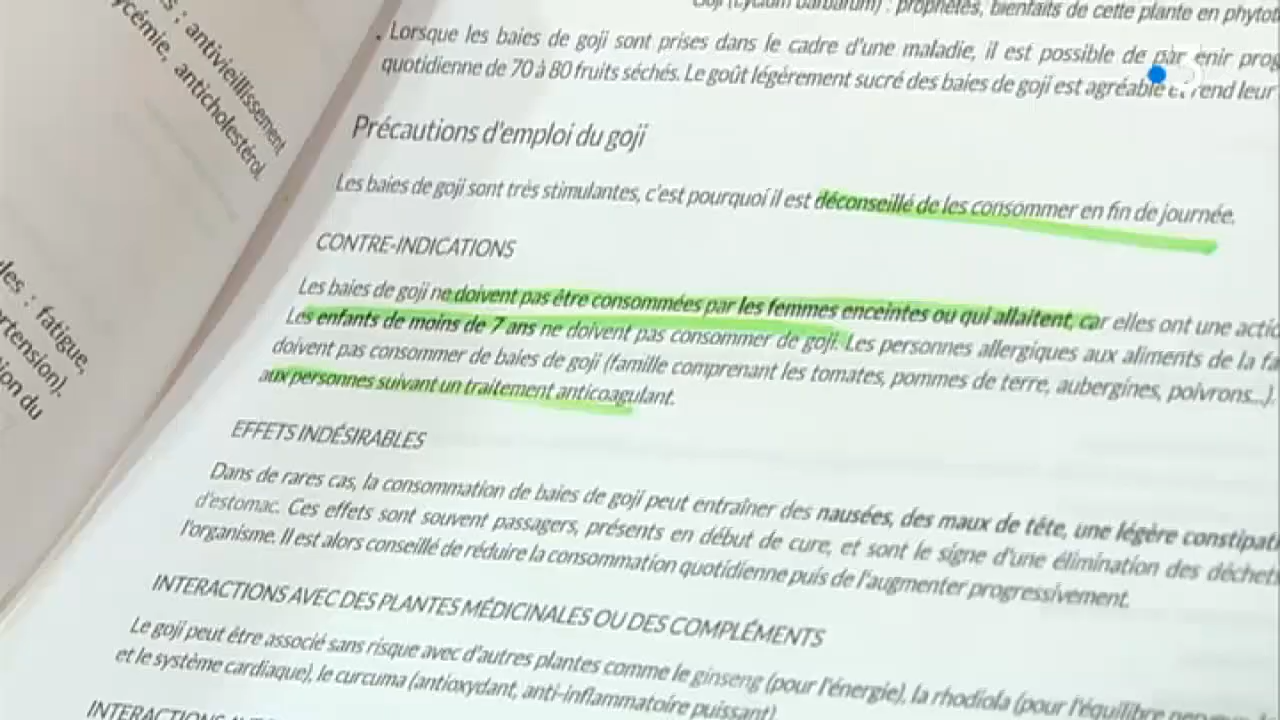 s : antivieillissement
ycémie, anticholestérol.
des : fatigue,
ertension).
ion du
Goji (Lycium barbarum) : prophètes, bienfaits de cette plante en phytot
Lorsque les baies de goji sont prises dans le cadre d'une maladie, il est possible de par enir prog
quotidienne de 70 à 80 fruits séchés. Le goût légèrement sucré des baies de goji est agréable et rend leur
Précautions d'emploi du goji
Les baies de goji sont très stimulantes, c'est pourquoi il est déconseillé de les consommer en fin de journée.
CONTRE-INDICATIONS
Les baies de goji ne doivent pas être consommées par les femmes enceintes ou qui allaitent, car elles ont une actio
Les enfants de moins de 7 ans ne doivent pas consommer de goji. Les personnes allergiques aux aliments de la fa
doivent pas consommer de baies de goji (famille comprenant les tomates, pommes de terre, aubergines, poivrons...).
aux personnes suivant un traitement anticoagulant.
EFFETS INDÉSIRABLES
Dans de rares cas, la consommation de baies de goji peut entraîner des nausées, des maux de tête, une légère constipati
d'estomac. Ces effets sont souvent passagers, présents en début de cure, et sont le signe d'une élimination des déchets
l'organisme. Il est alors conseillé de réduire la consommation quotidienne puis de l'augmenter progressivement.
INTERACTIONS AVEC DES PLANTES MÉDICINALES OU DES COMPLÉMENTS
Le goji peut être associé sans risque avec d'autres plantes comme le ginseng (pour l'énergie), la rhodiola (pour l'équilibre nerveux
et le système cardiaque), le curcuma (antioxydant, anti-inflammatoire puissant)
INTERACTIONS